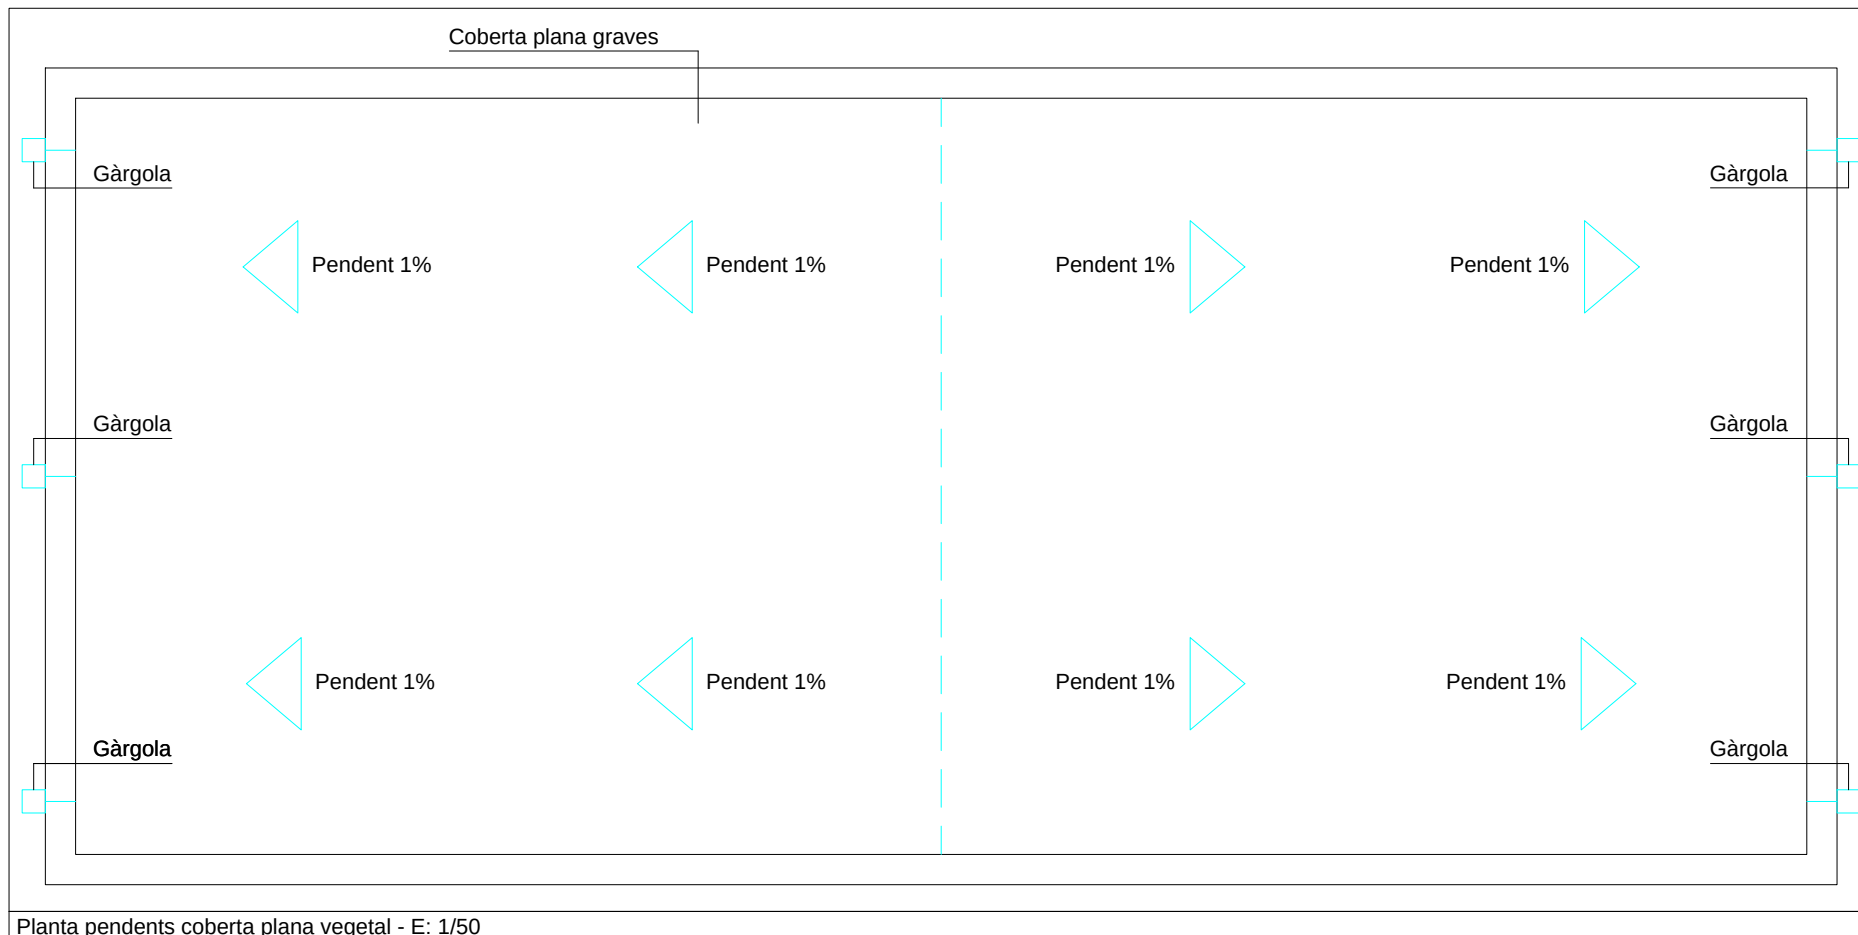 Coberta plana graves
Gàrgola
Gàrgola
Pendent 1%
Pendent 1%
Pendent 1%
Pendent 1%
Gàrgola
Gàrgola
Pendent 1%
Pendent 1%
Pendent 1%
Pendent 1%
Gàrgola
Gàrgola
Planta pendents coberta plana vegetal - E: 1/50